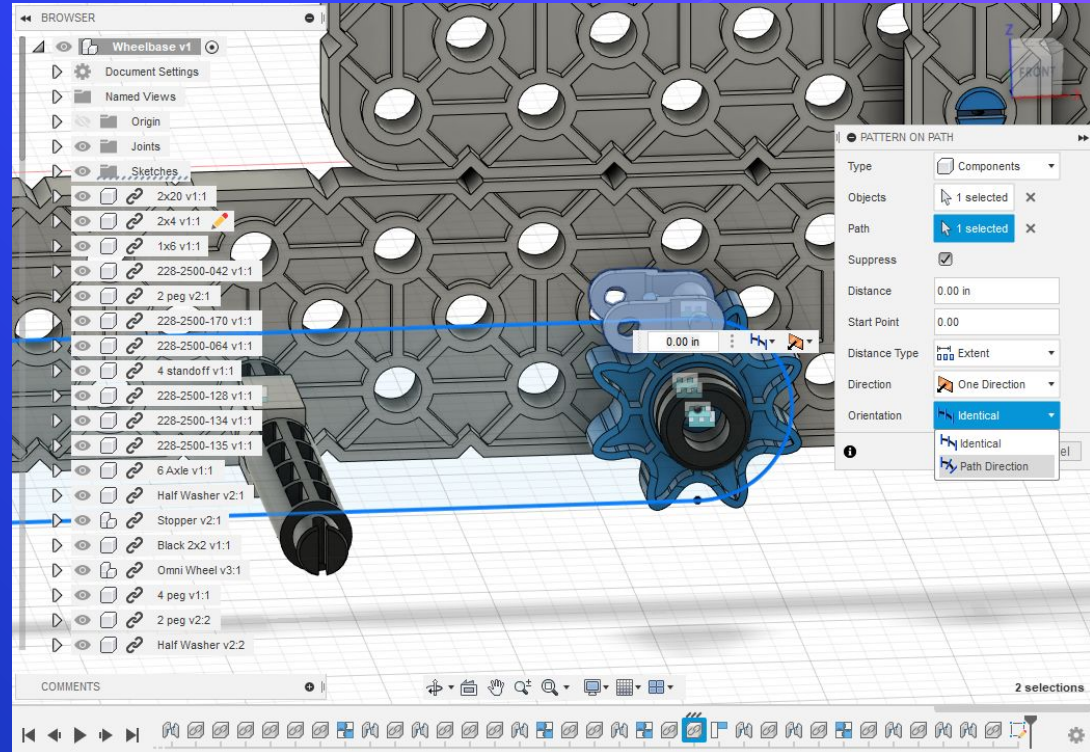 BROWSER
Wheelbase v1
Document Settings
Named Views
Origin
Joints
Sketches
2x20 v1:1
2x4 v1:1
1x6 v1:1
228-2500-042 v1:1
2 peg v2:1
228-2500-170 v1:1
228-2500-064 v1:1
4 standoff v1:1
228-2500-128 v1:1
228-2500-134 v1:1
228-2500-135 v1:1
6 Axle v1:1
Half Washer v2:1
Stopper v2:1
Black 2x2 v1:1
Omni Wheel v3:1
4 peg v1:1
2 peg v2:2
Half Washer v2:2
COMMENTS
Z
FRONT
X
0.00 in
PATTERN ON PATH
Type Components
Objects 1 selected
Path 1 selected
Suppress
Distance 0.00 in
Start Point 0.00
Distance Type Extent
Direction One Direction
Orientation Identical
Identical
Path Direction
el
2 selections